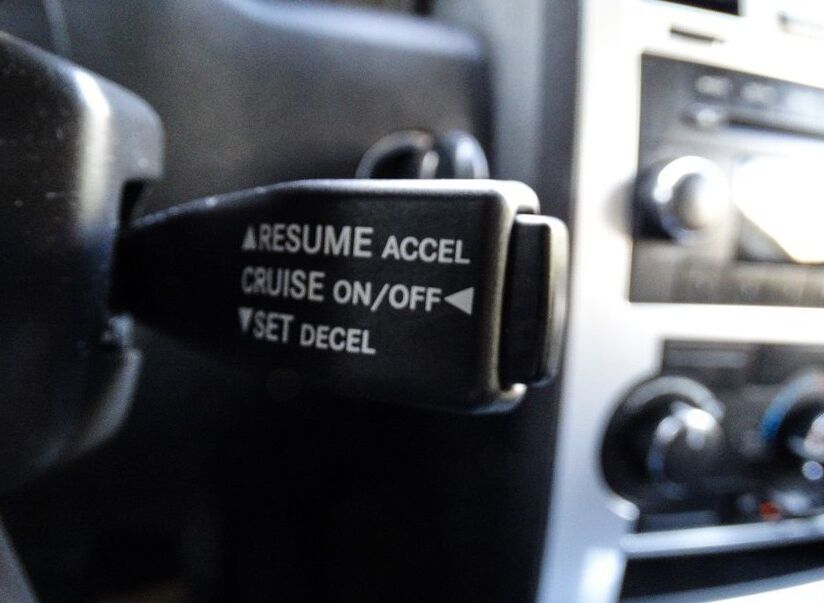 ▲RESUME ACCEL
CRUISE ON/OFF◀
▼SET DECEL